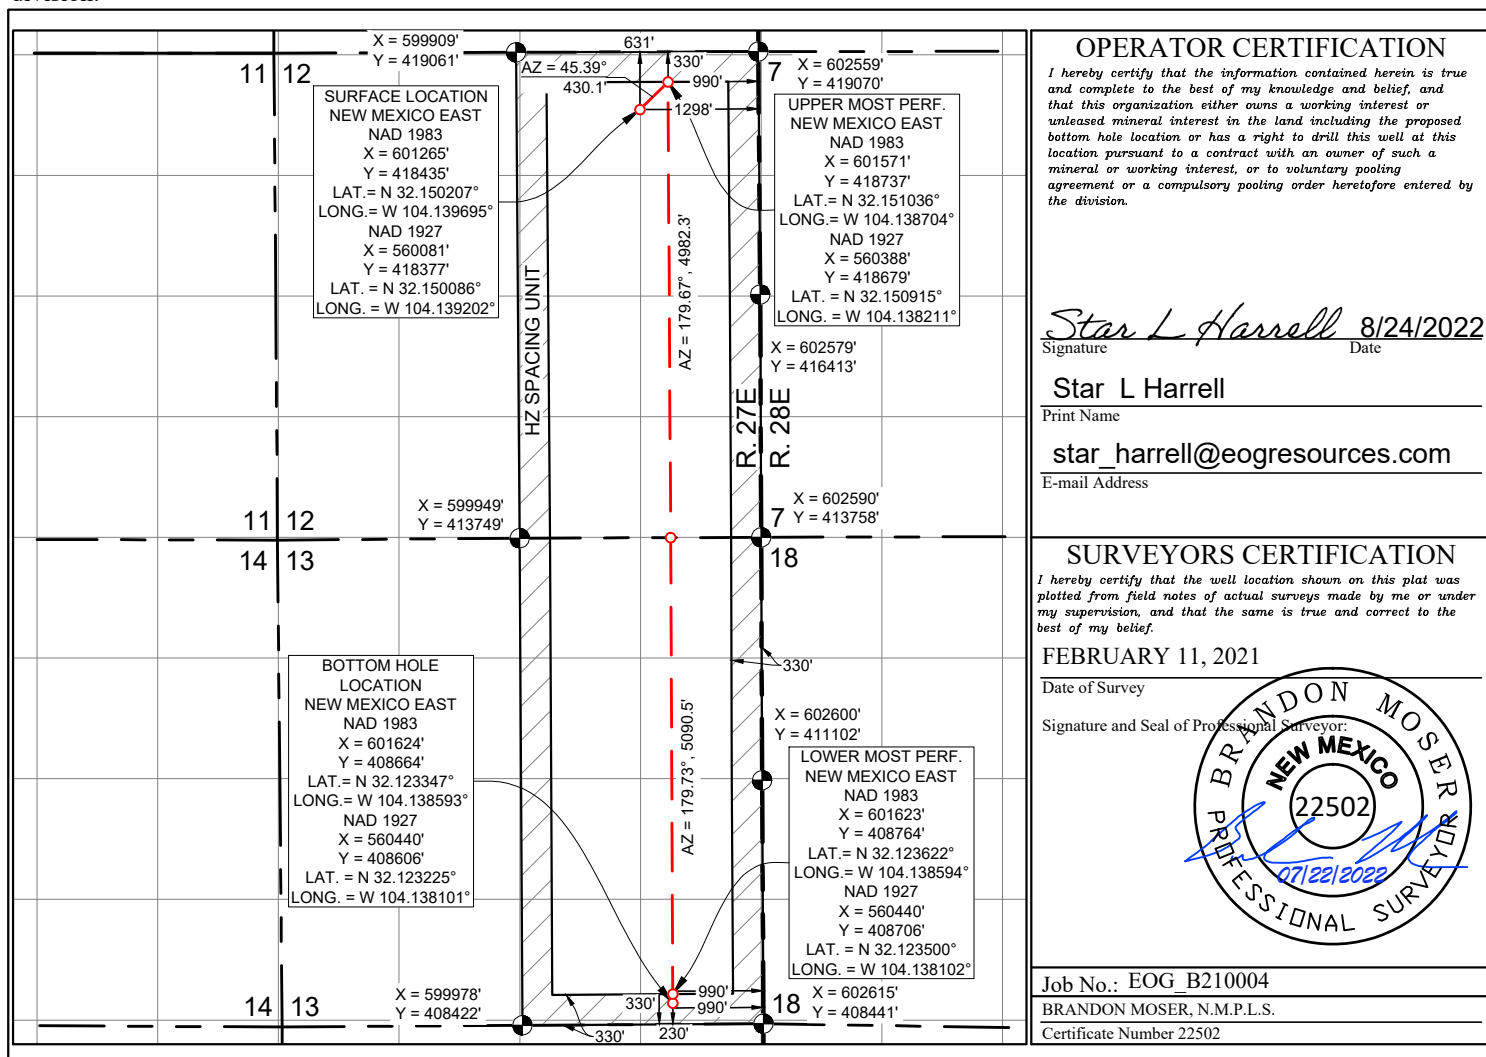 X = 599909'
Y = 419061'
631'
330'
AZ = 45.39°
430.1'
990'
1298'
11 12
7
X = 602559'
Y = 419070'
SURFACE LOCATION
NEW MEXICO EAST
NAD 1983
X = 601265'
Y = 418435'
LAT.= N 32.150207°
LONG.= W 104.139695°
NAD 1927
X = 560081'
Y = 418377'
LAT. = N 32.150086°
LONG. = W 104.139202°
UPPER MOST PERF.
NEW MEXICO EAST
NAD 1983
X = 601571'
Y = 418737'
LAT.= N 32.151036°
LONG.= W 104.138704°
NAD 1927
X = 560388'
Y = 418679'
LAT. = N 32.150915°
LONG. = W 104.138211°
AZ = 179.67°, 4982.3'
HZ SPACING UNIT
X = 602579'
Y = 416413'
R. 27E
R. 28E
X = 599949'
Y = 413749'
X = 602590'
Y = 413758'
11 12
14 13
7
18
330'
BOTTOM HOLE
LOCATION
NEW MEXICO EAST
NAD 1983
X = 601624'
Y = 408664'
LAT.= N 32.123347°
LONG.= W 104.138593°
NAD 1927
X = 560440'
Y = 408606'
LAT. = N 32.123225°
LONG. = W 104.138101°
AZ = 179.73°, 5090.5'
X = 602600'
Y = 411102'
LOWER MOST PERF.
NEW MEXICO EAST
NAD 1983
X = 601623'
Y = 408764'
LAT.= N 32.123622°
LONG.= W 104.138594°
NAD 1927
X = 560440'
Y = 408706'
LAT. = N 32.123500°
LONG. = W 104.138102°
14 13
X = 599978'
Y = 408422'
330'
330'
230'
990'
990'
18
X = 602615'
Y = 408441'
OPERATOR CERTIFICATION
I hereby certify that the information contained herein is true
and complete to the best of my knowledge and belief, and
that this organization either owns a working interest or
unleased mineral interest in the land including the proposed
bottom hole location or has a right to drill this well at this
location pursuant to a contract with an owner of such a
mineral or working interest, or to voluntary pooling
agreement or a compulsory pooling order heretofore entered by
the division.
Star L Harrell 8/24/2022
Signature Date
Star L Harrell
Print Name
star_harrell@eogresources.com
E-mail Address
SURVEYORS CERTIFICATION
I hereby certify that the well location shown on this plat was
plotted from field notes of actual surveys made by me or under
my supervision, and that the same is true and correct to the
best of my belief.
FEBRUARY 11, 2021
Date of Survey
Signature and Seal of Professional Surveyor:
BRANDON MOSER
NEW MEXICO
22502
07/22/2022
PROFESSIONAL SURVEYOR
Job No.: EOG_B210004
BRANDON MOSER, N.M.P.L.S.
Certificate Number 22502